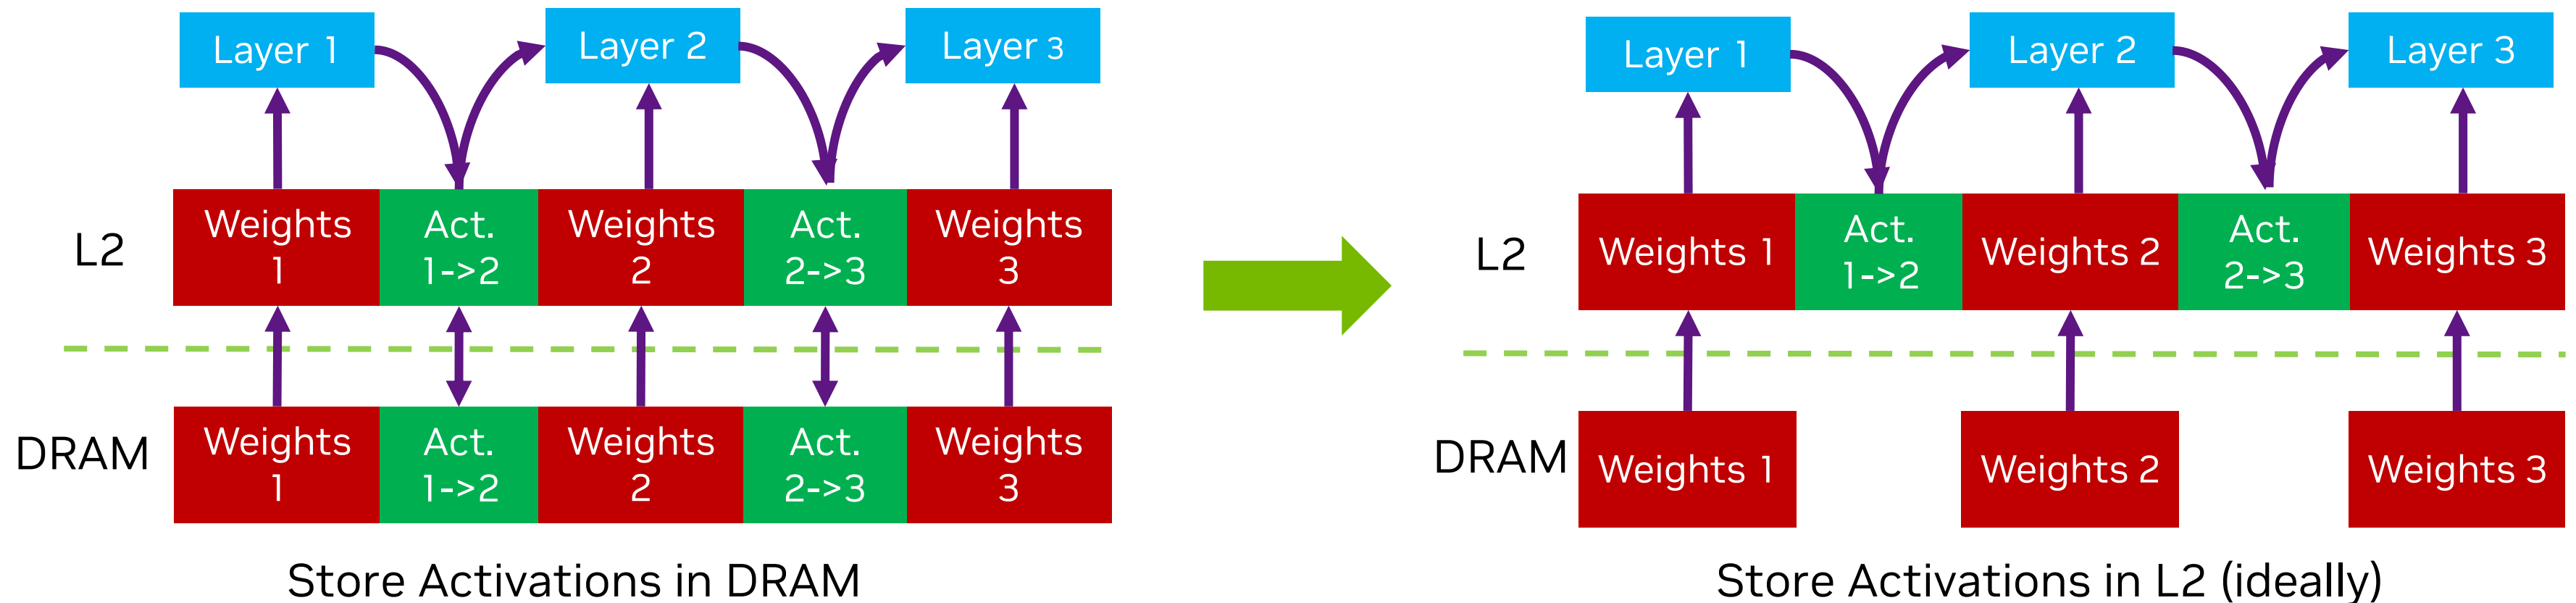 Layer 1
Layer 2
Layer 3
L2
Weights
1
Act.
1->2
Weights
2
Act.
2->3
Weights
3
DRAM
Weights
1
Act.
1->2
Weights
2
Act.
2->3
Weights
3
Store Activations in DRAM
Layer 1
Layer 2
Layer 3
L2
Weights 1
Act.
1->2
Weights 2
Act.
2->3
Weights 3
DRAM
Weights 1
Weights 2
Weights 3
Store Activations in L2 (ideally)